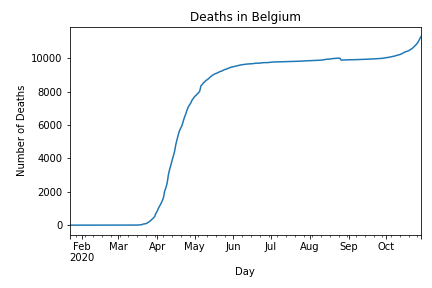 Deaths in Belgium
Number of Deaths
10000
8000
6000
4000
2000
0
Feb Mar Apr May Jun Jul Aug Sep Oct
2020
Day